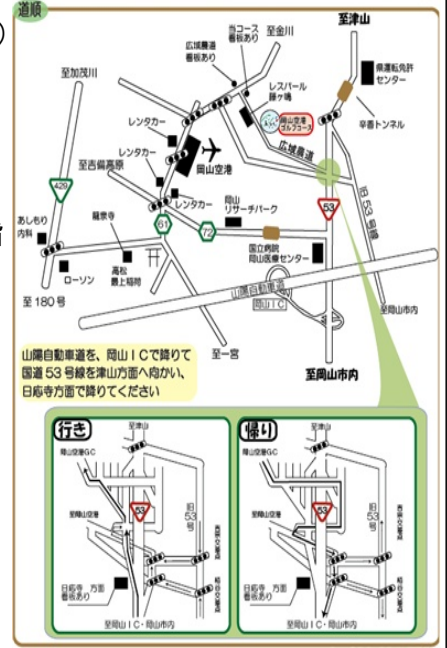 道順
至津山
至金川
当コース
看板あり
広域農道
看板あり
県運転免許
センター
至加茂川
レスパール
藤ヶ鳴
レンタカー
岡山空港
ゴルフコース
辛香トンネル
レンタカー
岡山空港
広域農道
至吉備高原
429
レンタカー
岡山
リサーチパーク
53
旧53号線
あしもり
内科
龍泉寺
61
72
国立病院
岡山医療センター
ローソン
高松
最上稲荷
山陽自動車道
岡山IC
至180号
至岡山市内
至一宮
至岡山市内
山陽自動車道を、岡山ICで降りて
国道53号線を津山方面へ向かい、
日応寺方面で降りてください
行き
至津山
岡山空港GC
53
旧53号
至岡山空港
日応寺 方面
看板あり
至岡山IC・岡山市内
帰り
至津山
岡山空港GC
53
旧53号
至岡山空港
日応寺 方面
看板あり
至岡山IC・岡山市内